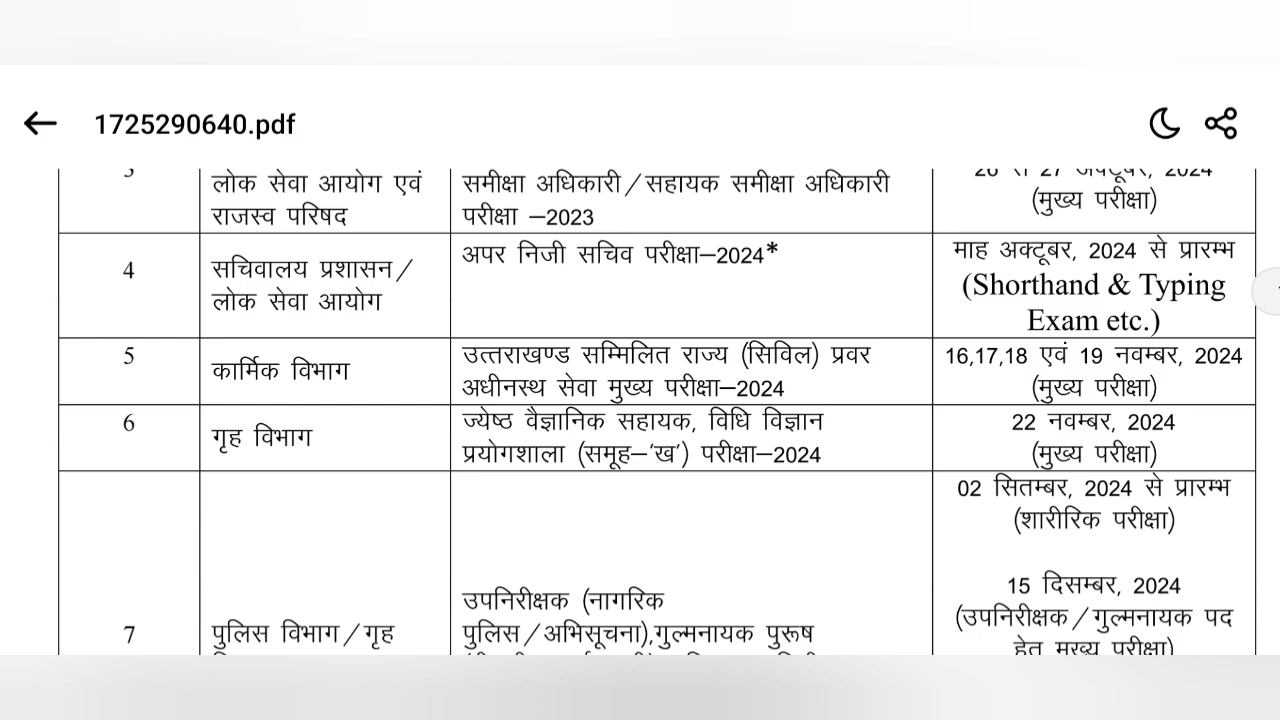 1725290640.pdf
लोक सेवा आयोग एवं
राजस्व परिषद
समीक्षा अधिकारी/सहायक समीक्षा अधिकारी
परीक्षा –2023
2024
(मुख्य परीक्षा)
4
सचिवालय प्रशासन/
लोक सेवा आयोग
अपर निजी सचिव परीक्षा–2024*
माह अक्टूबर, 2024 से प्रारम्भ
(Shorthand & Typing
Exam etc.)
5
कार्मिक विभाग
उत्तराखण्ड सम्मिलित राज्य (सिविल) प्रवर
अधीनस्थ सेवा मुख्य परीक्षा–2024
16,17,18 एवं 19 नवम्बर, 2024
(मुख्य परीक्षा)
6
गृह विभाग
ज्येष्ठ वैज्ञानिक सहायक, विधि विज्ञान
प्रयोगशाला (समूह–'ख') परीक्षा–2024
22 नवम्बर, 2024
(मुख्य परीक्षा)
7
पुलिस विभाग/गृह
उपनिरीक्षक (नागरिक
पुलिस/अभिसूचना),गुल्मनायक पुरूष
02 सितम्बर, 2024 से प्रारम्भ
(शारीरिक परीक्षा)
15 दिसम्बर, 2024
(उपनिरीक्षक/गुल्मनायक पद
हेतु मुख्य परीक्षा)